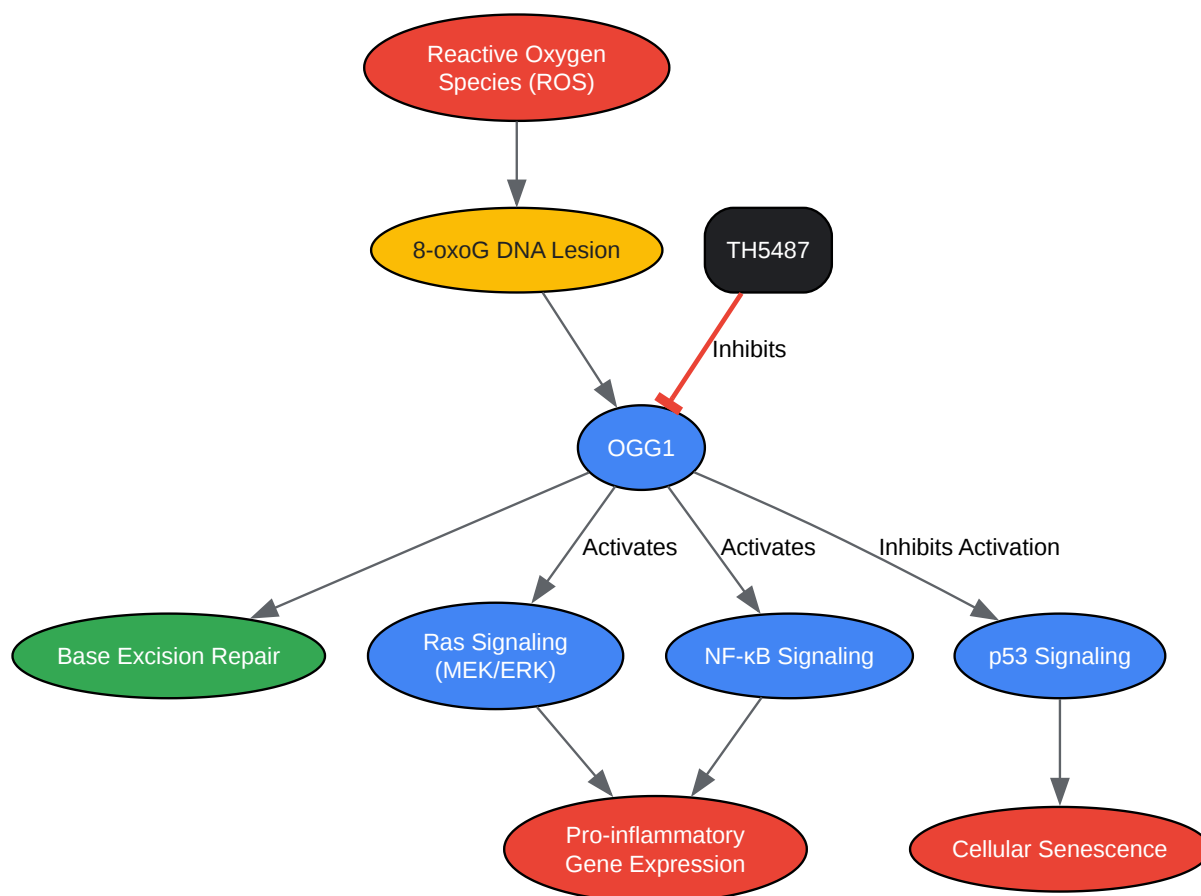 Reactive Oxygen
Species (ROS)
8-oxoG DNA Lesion
TH5487
Inhibits
OGG1
Activates
Activates
Inhibits Activation
Base Excision Repair
Ras Signaling
(MEK/ERK)
NF-κB Signaling
p53 Signaling
Pro-inflammatory
Gene Expression
Cellular Senescence